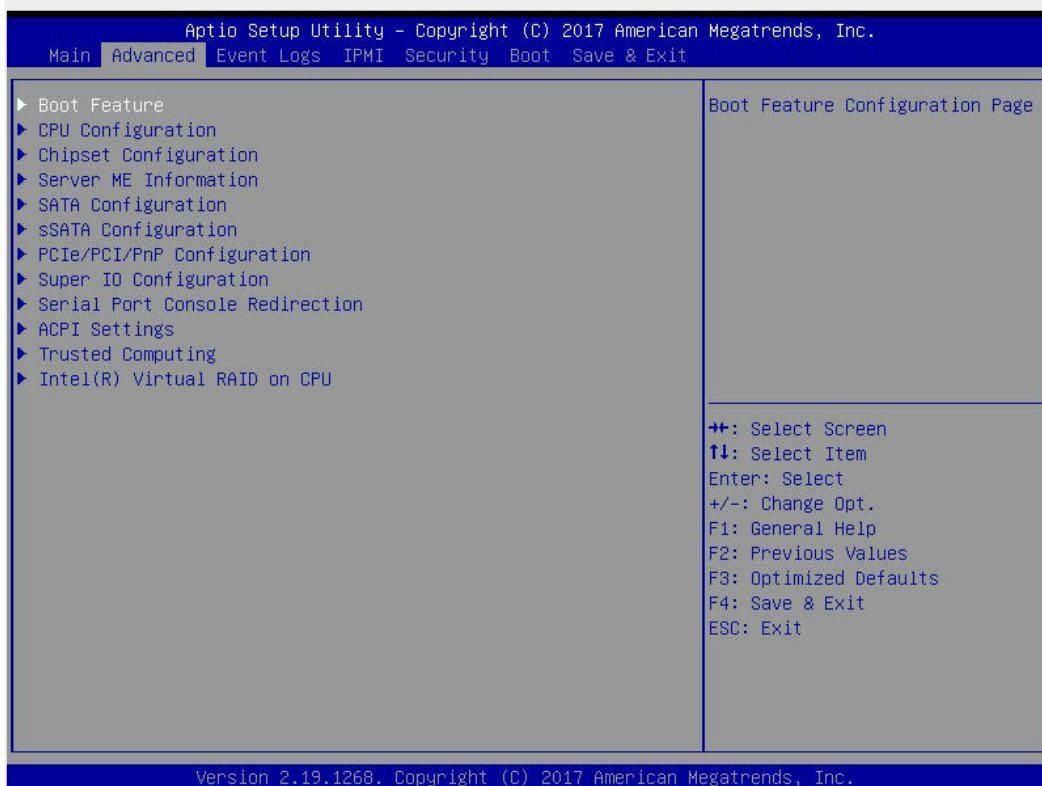 Aptio Setup Utility – Copyright (C) 2017 American Megatrends, Inc.
Main Advanced Event Logs IPMI Security Boot Save & Exit
▶ Boot Feature
▶ CPU Configuration
▶ Chipset Configuration
▶ Server ME Information
▶ SATA Configuration
▶ sSATA Configuration
▶ PCIe/PCI/PnP Configuration
▶ Super IO Configuration
▶ Serial Port Console Redirection
▶ ACPI Settings
▶ Trusted Computing
▶ Intel(R) Virtual RAID on CPU
Boot Feature Configuration Page
→←: Select Screen
↑↓: Select Item
Enter: Select
+/-: Change Opt.
F1: General Help
F2: Previous Values
F3: Optimized Defaults
F4: Save & Exit
ESC: Exit
Version 2.19.1268. Copyright (C) 2017 American Megatrends, Inc.